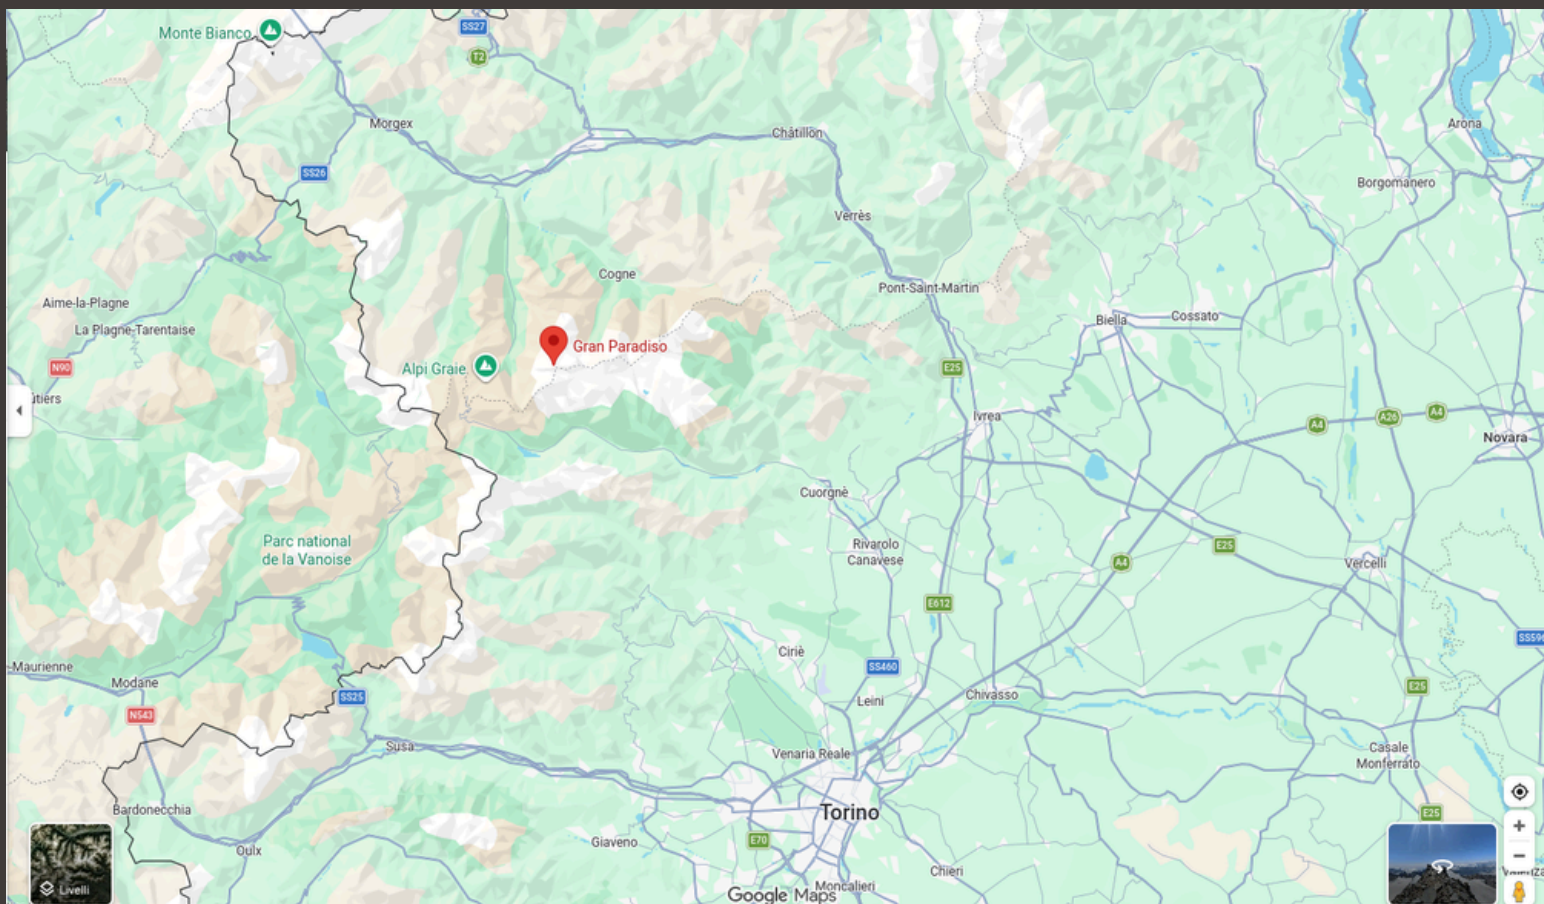 Monte Bianco
SS27
T2
Morgex
Châtillon
Arona
SS26
Borgomanero
Verrès
Cogne
Pont-Saint-Martin
Aime-la-Plagne
La Plagne-Tarentaise
Biella
Cossato
Gran Paradiso
Alpi Graie
N90
E25
ûtiers
Ivrea
A4
A26
A4
Novara
Cuorgnè
Parc national
de la Vanoise
Rivarolo
Canavese
E25
A4
Vercelli
E612
SS596
Ciriè
Maurienne
SS460
Modane
E25
SS25
Leini
Chivasso
N543
Susa
Venaria Reale
Casale
Monferrato
Bardonecchia
Torino
E25
Giaveno
E70
Oulx
Chieri
Livelli
Moncalieri
Google Maps